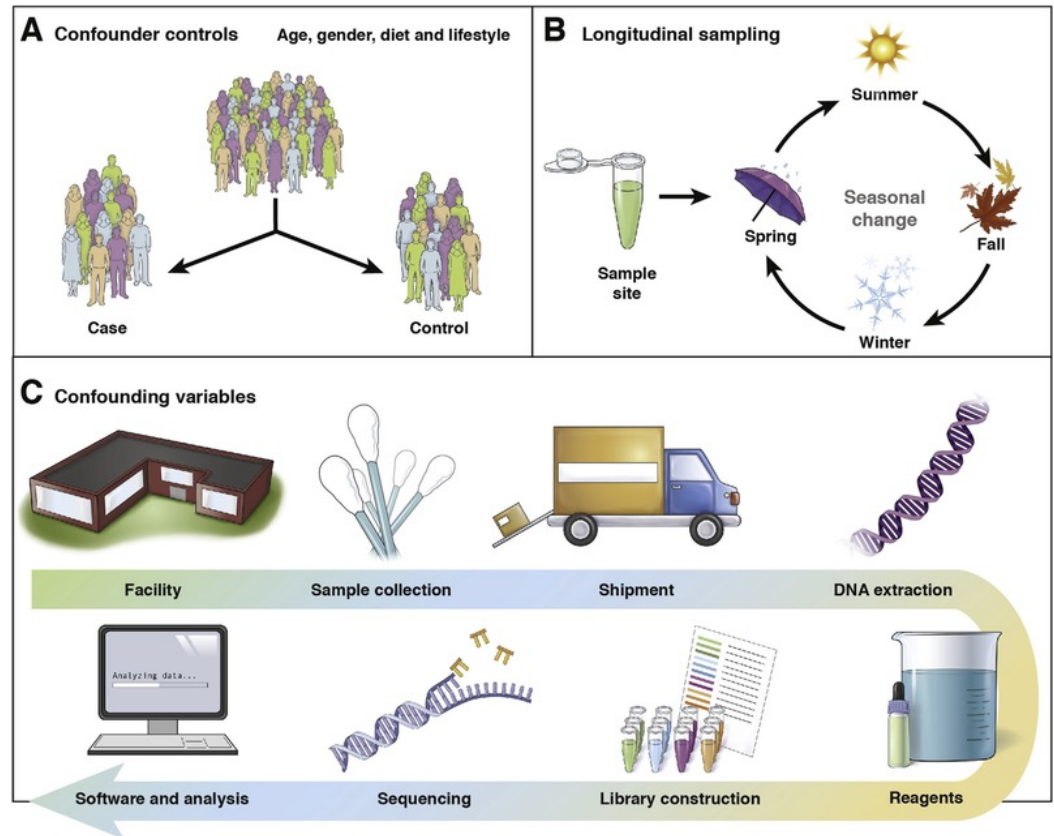 A Confounder controls
Age, gender, diet and lifestyle
Case
Control
B Longitudinal sampling
Sample
site
Summer
Spring
Seasonal
change
Fall
Winter
C Confounding variables
Facility
Sample collection
Shipment
DNA extraction
Analyzing data...
Software and analysis
Sequencing
Library construction
Reagents